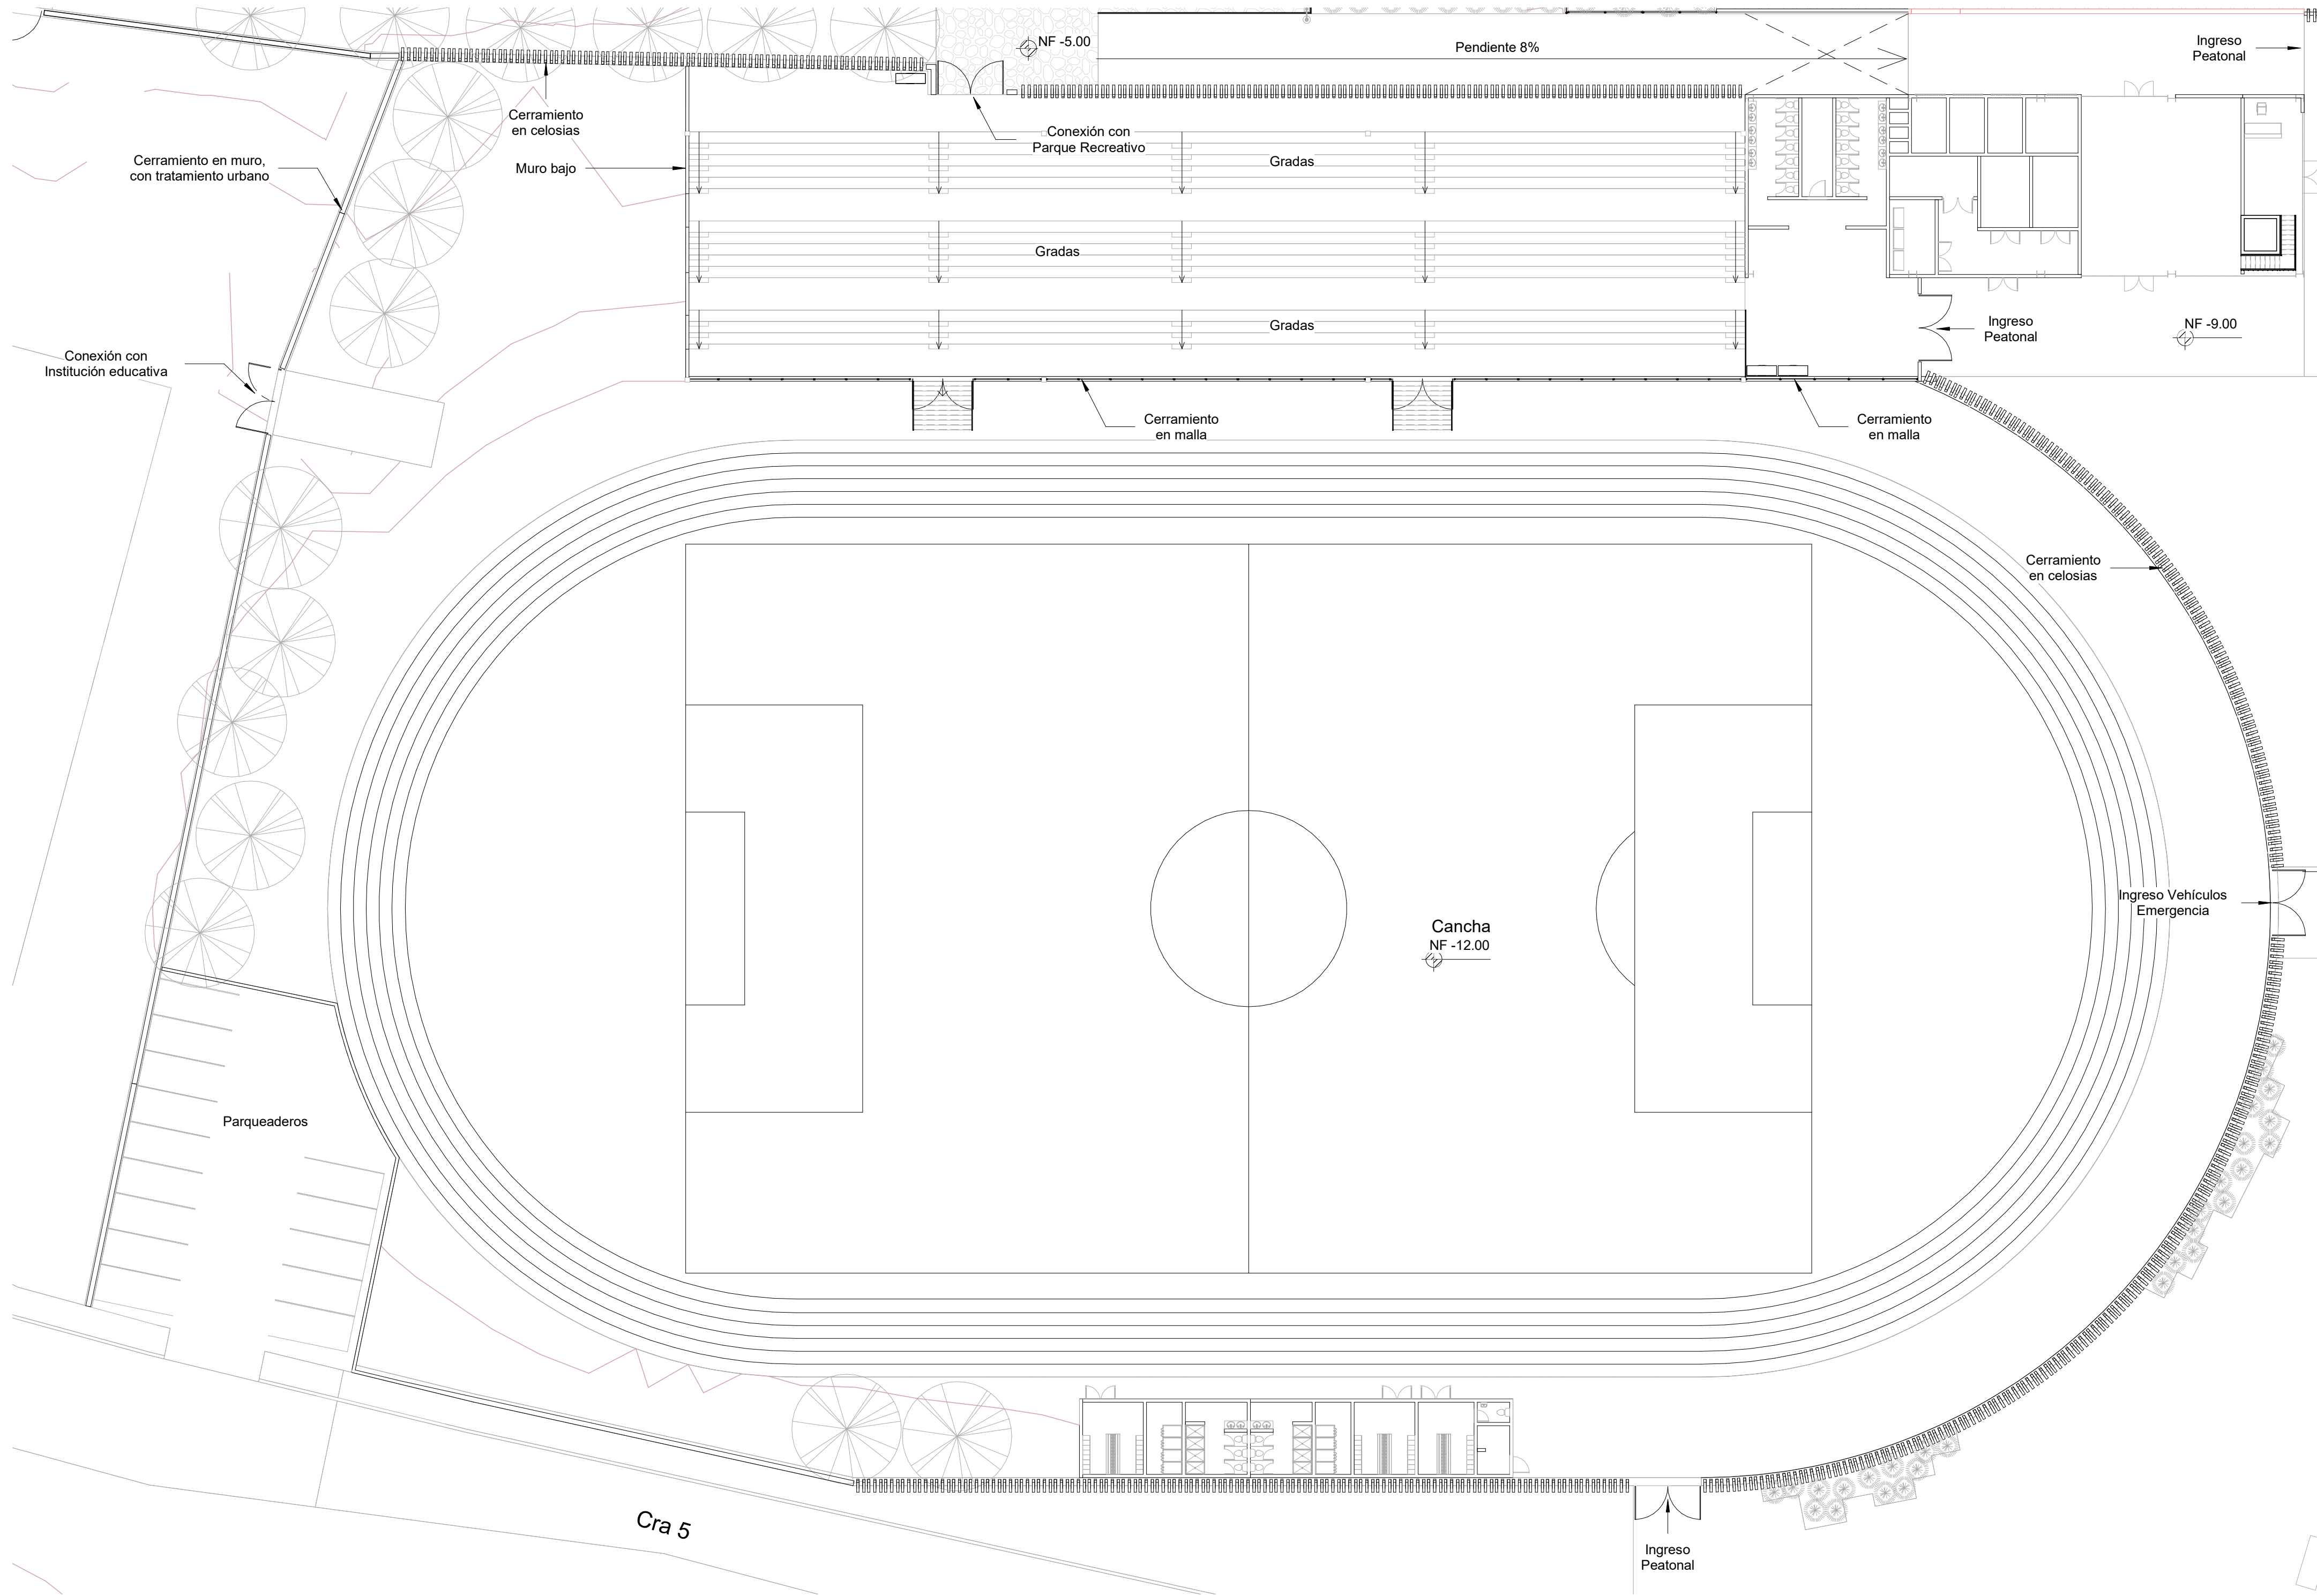 NF -5.00
Pendiente 8%
Ingreso
Peatonal
Cerramiento
en celosias
Conexión con
Parque Recreativo
Cerramiento en muro,
con tratamiento urbano
Muro bajo
Gradas
Gradas
Gradas
Ingreso
Peatonal
NF -9.00
Conexión con
Institución educativa
Cerramiento
en malla
Cerramiento
en malla
Cerramiento
en celosias
Ingreso Vehículos
Emergencia
Cancha
NF -12.00
Parqueaderos
Cra 5
Ingreso
Peatonal